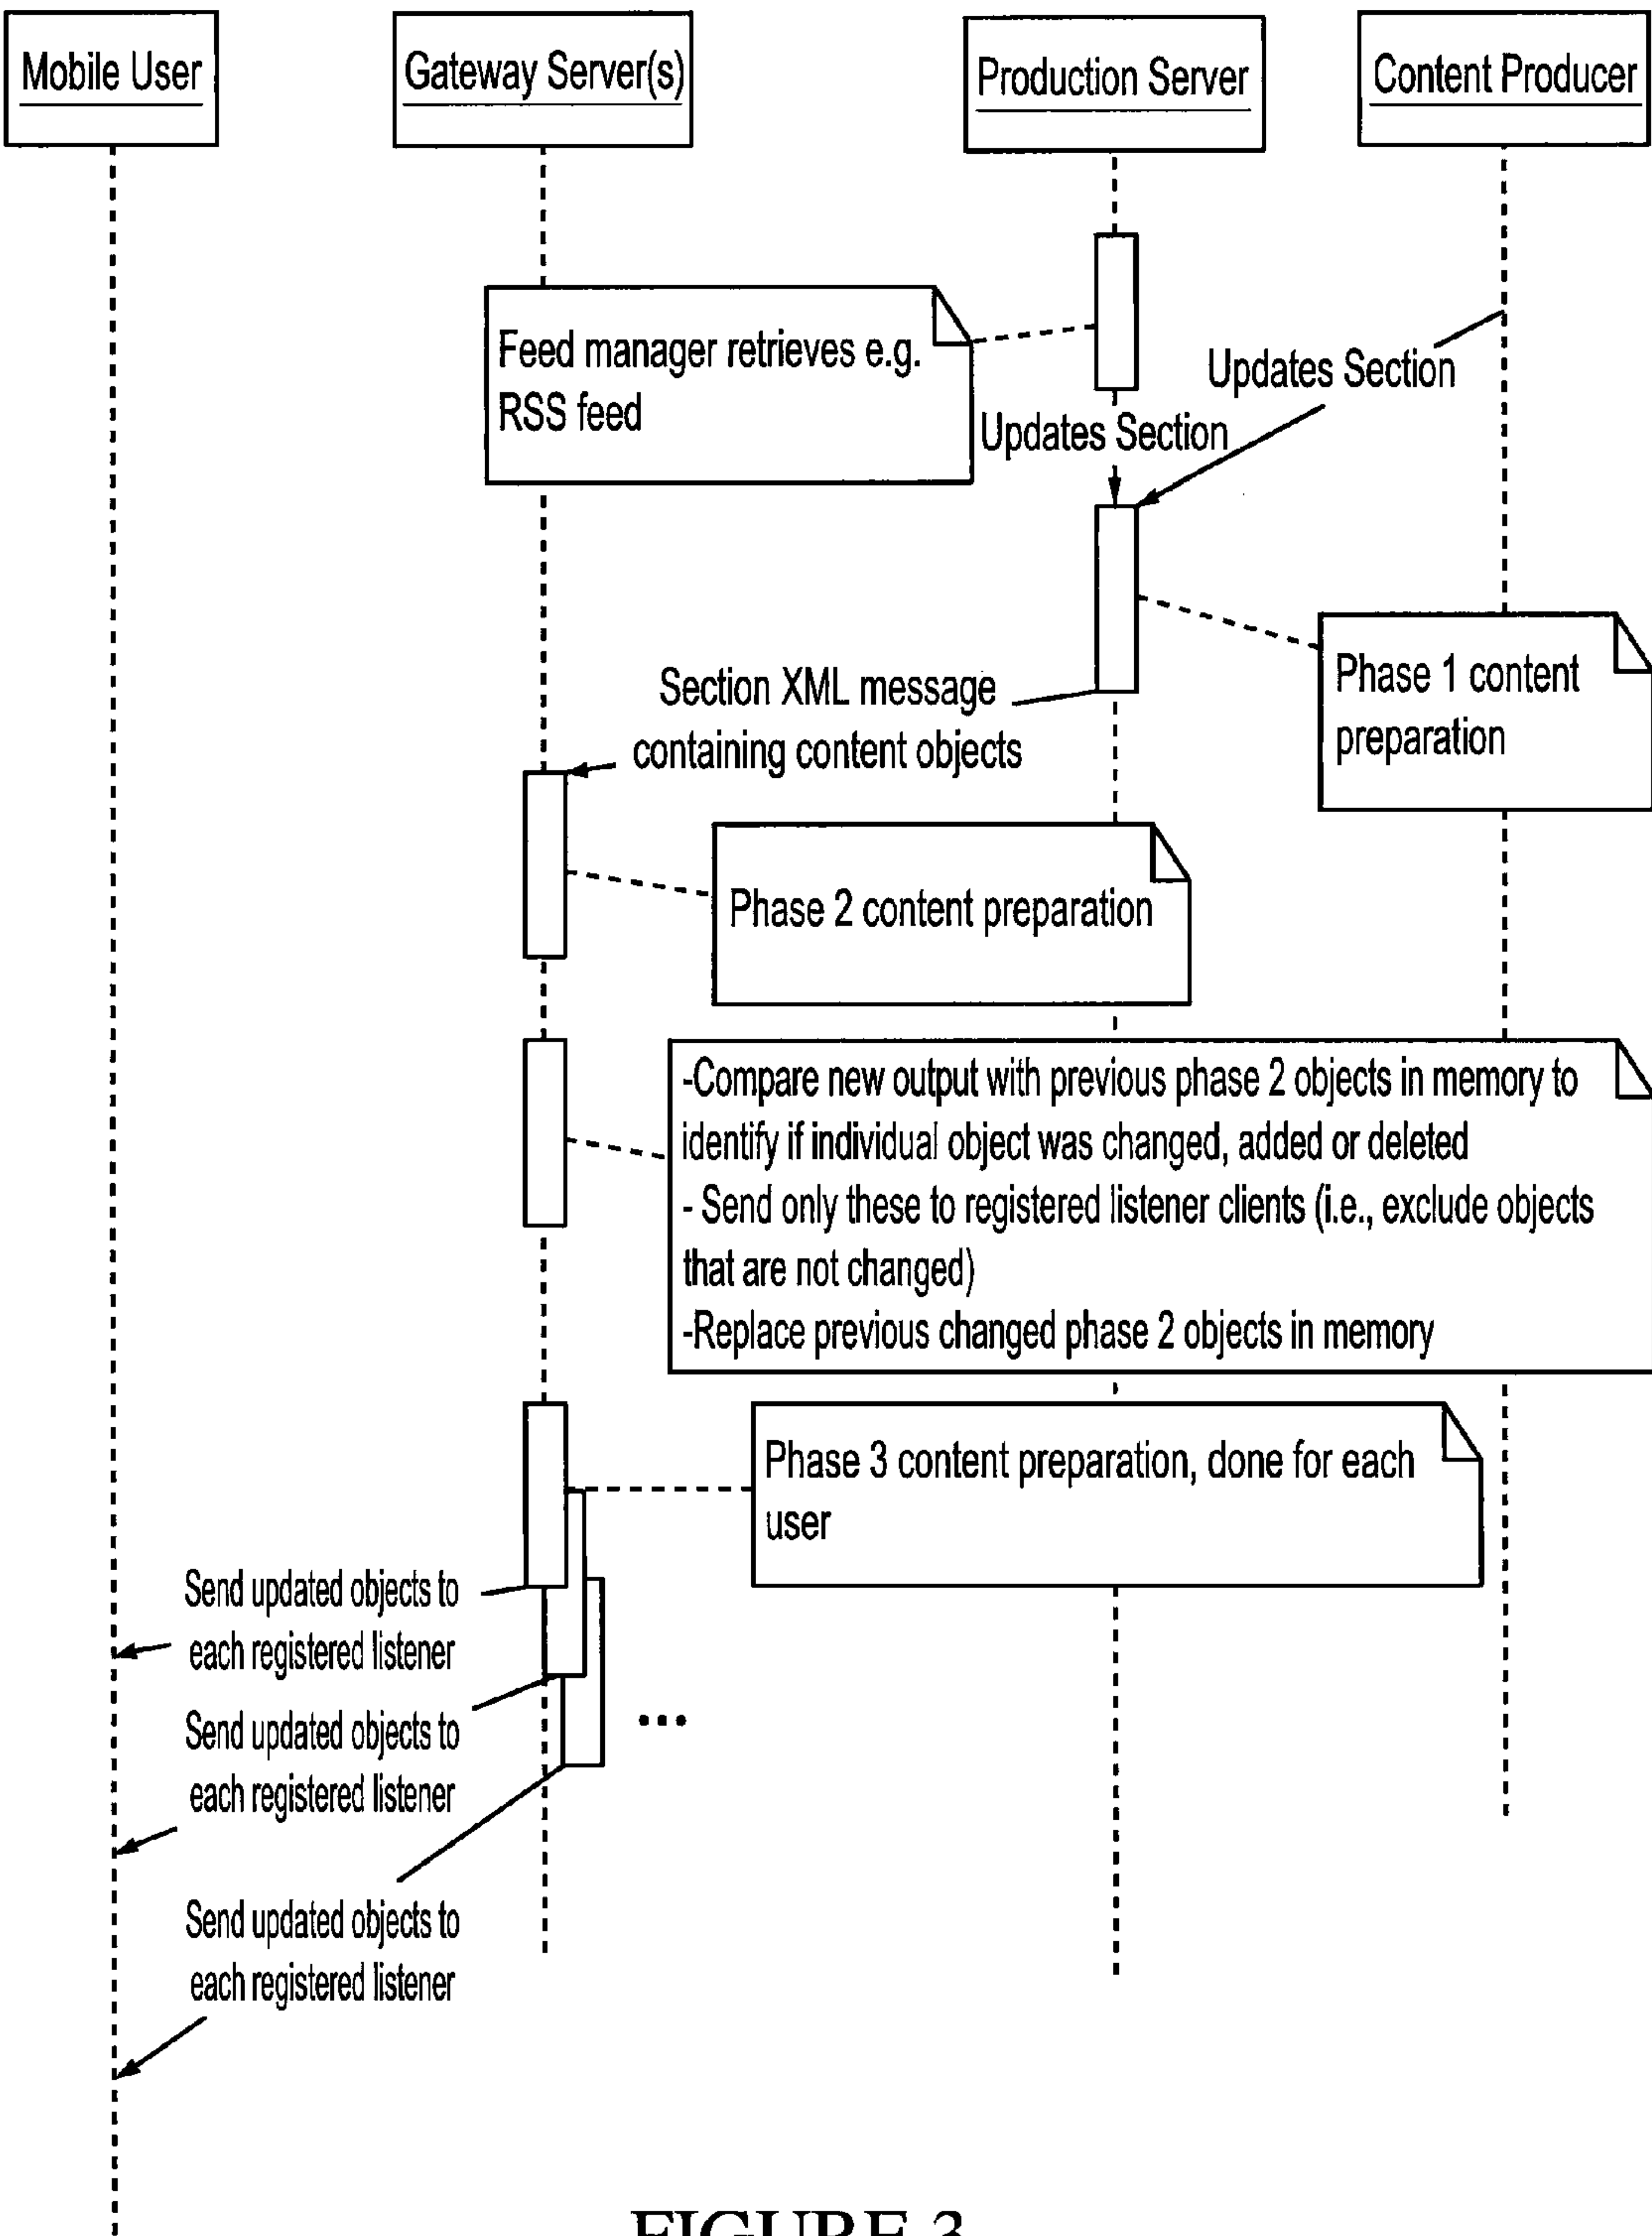 Mobile User
Gateway Server(s)
Production Server
Content Producer
Feed manager retrieves e.g.
RSS feed
Updates Section
Updates Section
Phase 1 content
preparation
Section XML message
containing content objects
Phase 2 content preparation
-Compare new output with previous phase 2 objects in memory to
identify if individual object was changed, added or deleted
- Send only these to registered listener clients (i.e., exclude objects
that are not changed)
-Replace previous changed phase 2 objects in memory
Phase 3 content preparation, done for each
user
Send updated objects to
each registered listener
Send updated objects to
each registered listener
...
Send updated objects to
each registered listener
FIGURE 3